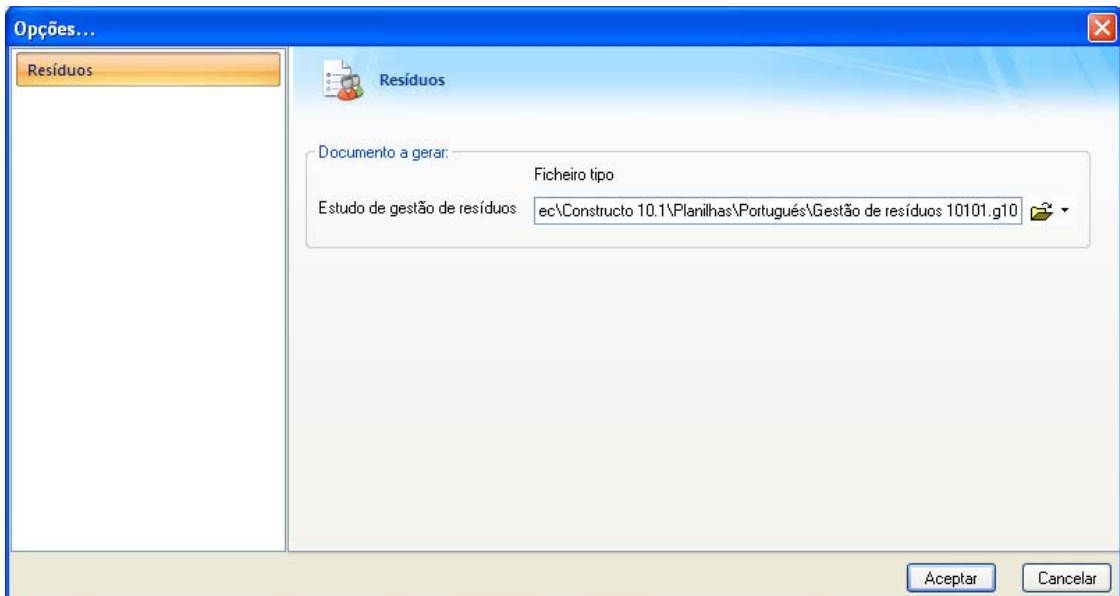 Opções...
Resíduos
Resíduos
Documento a gerar:
Ficheiro tipo
Estudo de gestão de resíduos ec\Constructo 10.1\Planilhas\Portugués\Gestão de resíduos 10101.g10
Aceptar Cancelar